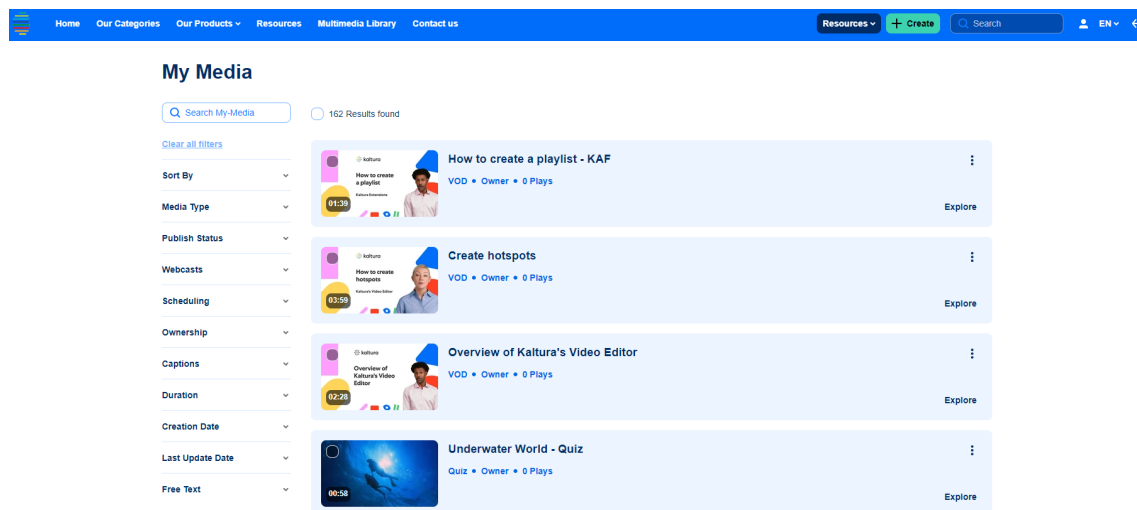 Home Our Categories Our Products Resources Multimedia Library Contact us Resources + Create Search EN
My Media
Search My-Media
162 Results found
Clear all filters
Sort By
Media Type
Publish Status
Webcasts
Scheduling
Ownership
Captions
Duration
Creation Date
Last Update Date
Free Text
kaltura
How to create
a playlist
Kaltura Extensions
01:39
How to create a playlist - KAF
VOD • Owner • 0 Plays
Explore
kaltura
How to create
hotspots
Kaltura's Video Editor
03:59
Create hotspots
VOD • Owner • 0 Plays
Explore
kaltura
Overview of
Kaltura's Video
Editor
02:28
Overview of Kaltura's Video Editor
VOD • Owner • 0 Plays
Explore
00:58
Underwater World - Quiz
Quiz • Owner • 0 Plays
Explore